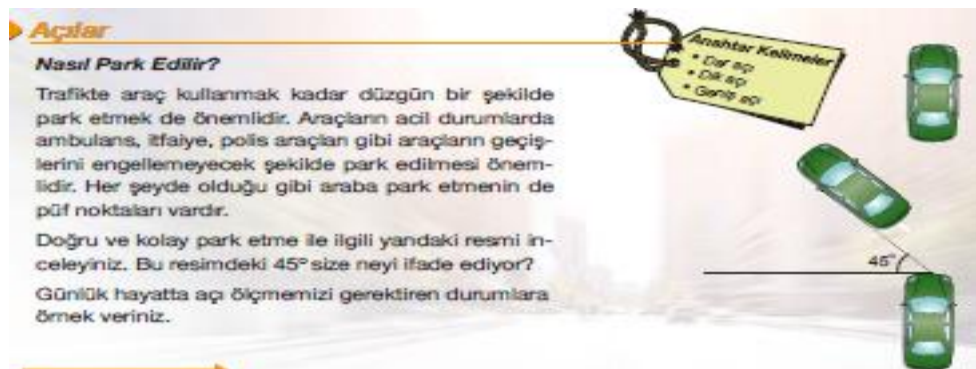 Açılar
Anahtar Kelimeler
• Dar açı
• Dik açı
• Geniş açı
Nasıl Park Edilir?
Trafikte araç kullanmak kadar düzgün bir şekilde
park etmek de önemlidir. Araçların acil durumlarda
ambulans, itfaiye, polis araçları gibi araçların geçiş-
lerini engellemeyecek şekilde park edilmesi önem-
lidir. Her şeyde olduğu gibi araba park etmenin de
püf noktaları vardır.
Doğru ve kolay park etme ile ilgili yandaki resmi in-
celeyiniz. Bu resimdeki 45° size neyi ifade ediyor?
Günlük hayatta açı ölçmemizi gerektiren durumlara
örnek veriniz.
45°